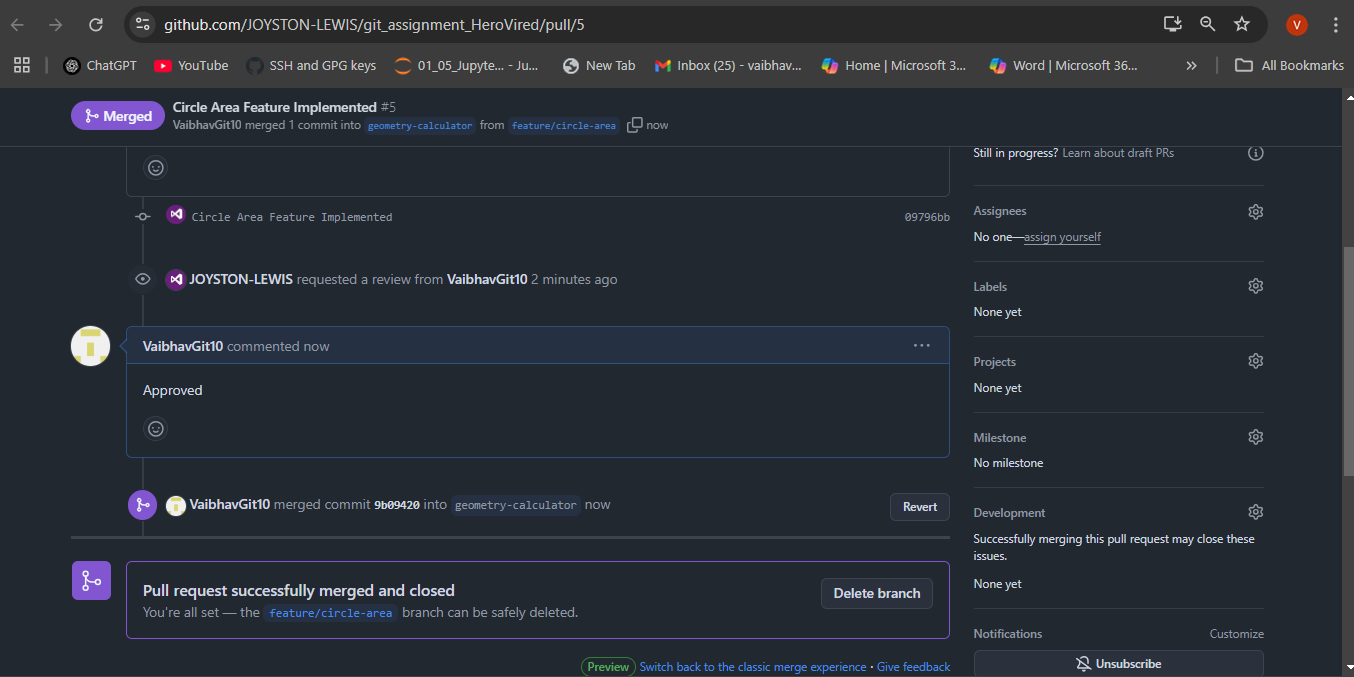 github.com/JOYSTON-LEWIS/git_assignment_HeroVired/pull/5
V
ChatGPT
YouTube
SSH and GPG keys
01_05_Jupyte... - Ju...
New Tab
Inbox (25) - vaibhav...
Home | Microsoft 3...
Word | Microsoft 36...
»
All Bookmarks
Merged
Circle Area Feature Implemented #5
VaibhavGit10 merged 1 commit into geometry-calculator from feature/circle-area now
Still in progress? Learn about draft PRs
Circle Area Feature Implemented
09796bb
Assignees
No one—assign yourself
JOYSTON-LEWIS requested a review from VaibhavGit10 2 minutes ago
Labels
None yet
VaibhavGit10 commented now
Approved
Projects
None yet
Milestone
No milestone
VaibhavGit10 merged commit 9b09420 into geometry-calculator now
Revert
Development
Successfully merging this pull request may close these
issues.
None yet
Pull request successfully merged and closed
You're all set — the feature/circle-area branch can be safely deleted.
Delete branch
Notifications
Customize
Unsubscribe
Preview Switch back to the classic merge experience · Give feedback